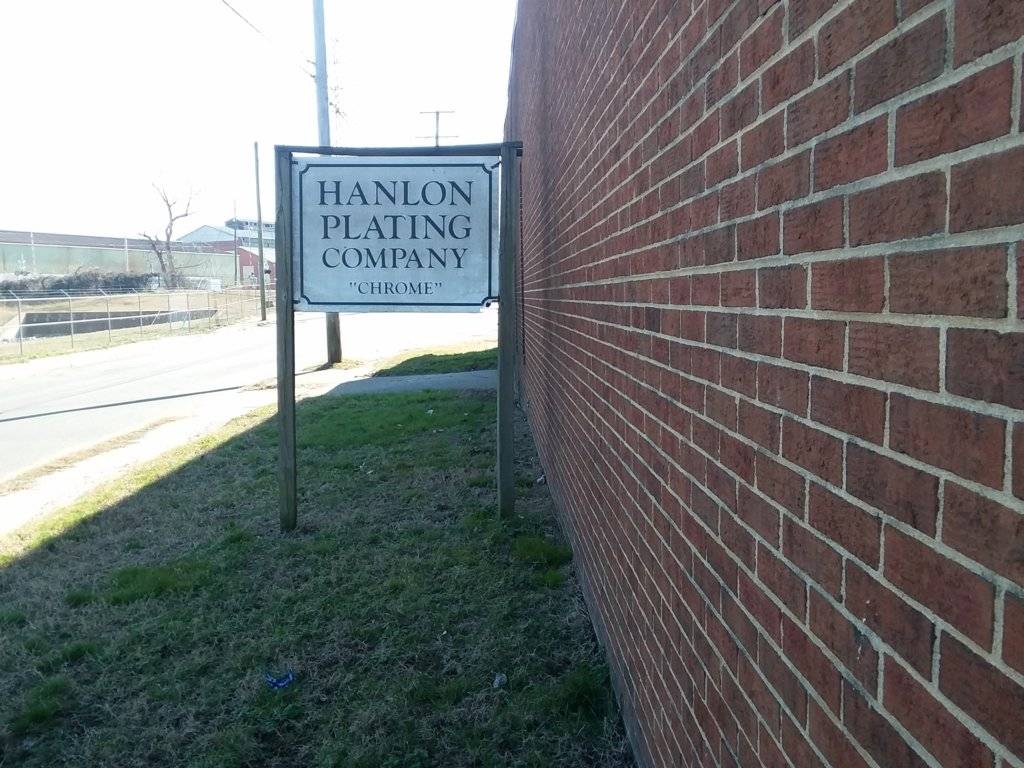 HANLON
PLATING
COMPANY
"CHROME"